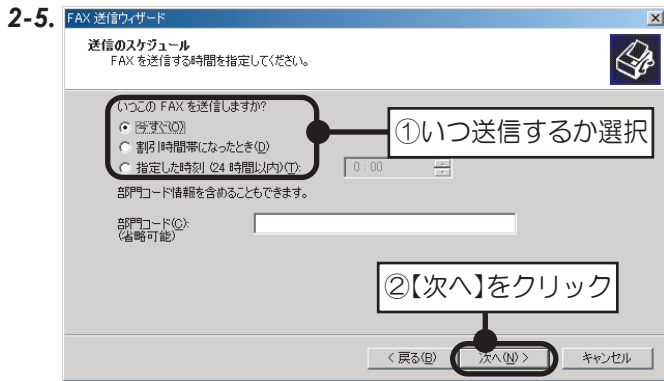 2-5.
FAX 送信ウィザード
送信のスケジュール
FAX を送信する時間を指定してください。
いつこの FAX を送信しますか?
今すぐ(O)
割引時間帯になったとき(D)
指定した時刻 (24 時間以内)(T):
0:00
①いつ送信するか選択
部門コード情報を含めることもできます。
部門コード(C):
(省略可能)
②【次へ】をクリック
< 戻る(B)
次へ(N) >
キャンセル